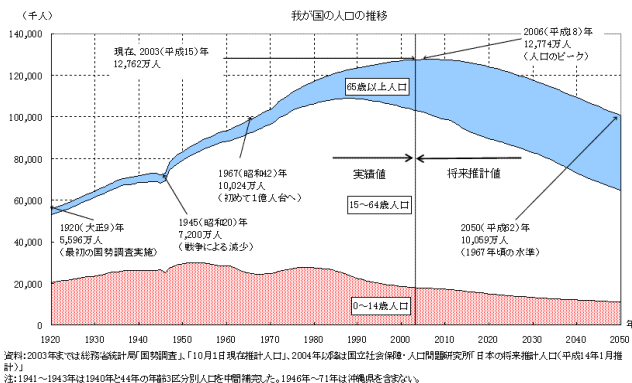 我が国の人口の推移
（千人）
140,000
120,000
100,000
80,000
60,000
40,000
20,000
0
現在、2003(平成15)年
12,762万人
2006(平成18)年
12,774万人
（人口のピーク）
65歳以上人口
1967(昭和42)年
10,024万人
（初めて1億人台へ）
実績値
将来推計値
15～64歳人口
1920(大正9)年
5,596万人
（最初の国勢調査実施）
1945(昭和20)年
7,200万人
（戦争による減少）
2050(平成62)年
10,059万人
（1967年頃の水準）
0～14歳人口
1920 1930 1940 1950 1960 1970 1980 1990 2000 2010 2020 2030 2040 2050
年
資料:2003年までは総務省統計局「国勢調査」、「10月1日現在推計人口」、2004年以降は国立社会保障・人口問題研究所「日本の将来推計人口(平成14年1月推
計)」
注:1941～1943年は1940年と44年の年齢3区分別人口を中間補完した。1946年～71年は沖縄県を含まない。